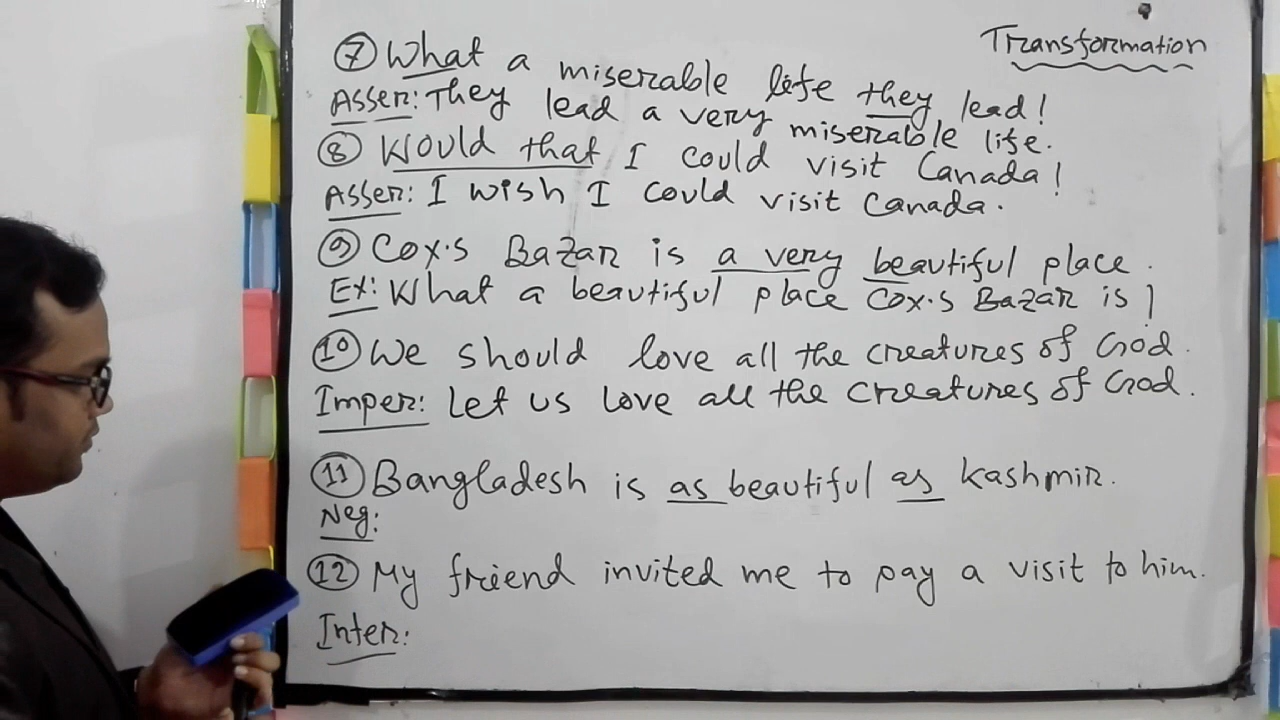 Transformation
⑦ What a miserable life they lead!
Asser: They lead a very miserable life.
⑧ Would that I could visit Canada!
Asser: I wish I could visit Canada.
⑨ Cox's Bazar is a very beautiful place.
Ex: What a beautiful place Cox's Bazar is!
⑩ We should love all the creatures of God.
Imper: Let us love all the creatures of God.
⑪ Bangladesh is as beautiful as Kashmir.
Neg:
⑫ My friend invited me to pay a visit to him.
Inter: